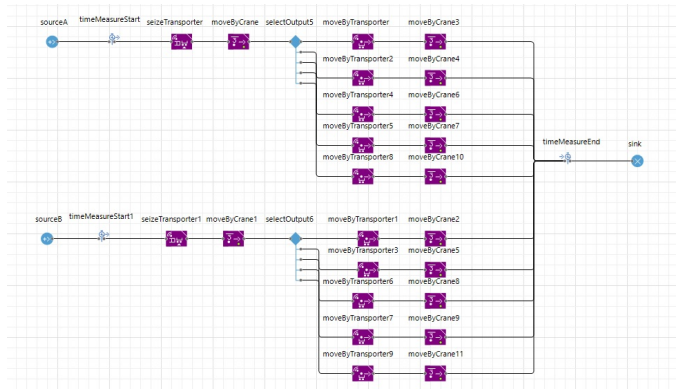 sourceA timeMeasureStart seizeTransporter moveByCrane selectOutput5 moveByTransporter moveByCrane3
moveByTransporter2 moveByCrane4
moveByTransporter4 moveByCrane6
moveByTransporter5 moveByCrane7
timeMeasureEnd sink
moveByTransporter8 moveByCrane10
sourceB timeMeasureStart1 seizeTransporter1 moveByCrane1 selectOutput6 moveByTransporter1 moveByCrane2
moveByTransporter3 moveByCrane5
moveByTransporter6 moveByCrane8
moveByTransporter7 moveByCrane9
moveByTransporter9 moveByCrane11